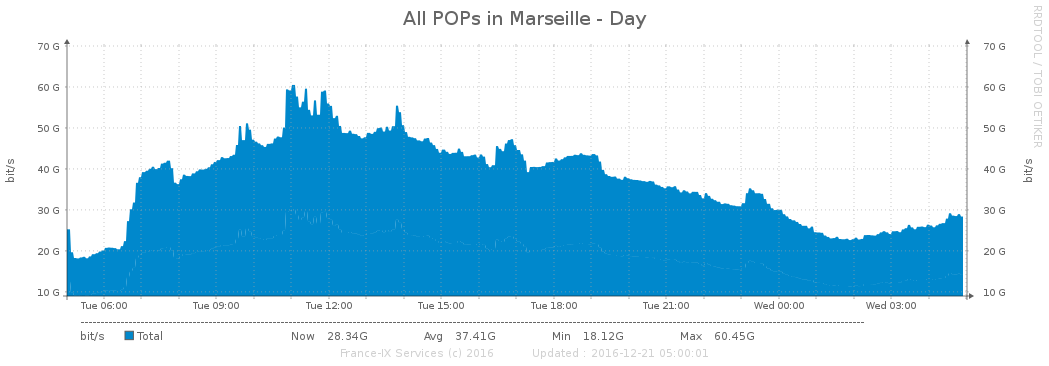 All POPs in Marseille - Day
RRDTOOL / TOBI OETIKER
70 G 70 G
60 G 60 G
50 G 50 G
40 G 40 G
bit/s bit/s
30 G 30 G
20 G 20 G
10 G 10 G
Tue 06:00 Tue 09:00 Tue 12:00 Tue 15:00 Tue 18:00 Tue 21:00 Wed 00:00 Wed 03:00
bit/s Total Now 28.34G Avg 37.41G Min 18.12G Max 60.45G
France-IX Services (c) 2016 Updated : 2016-12-21 05:00:01